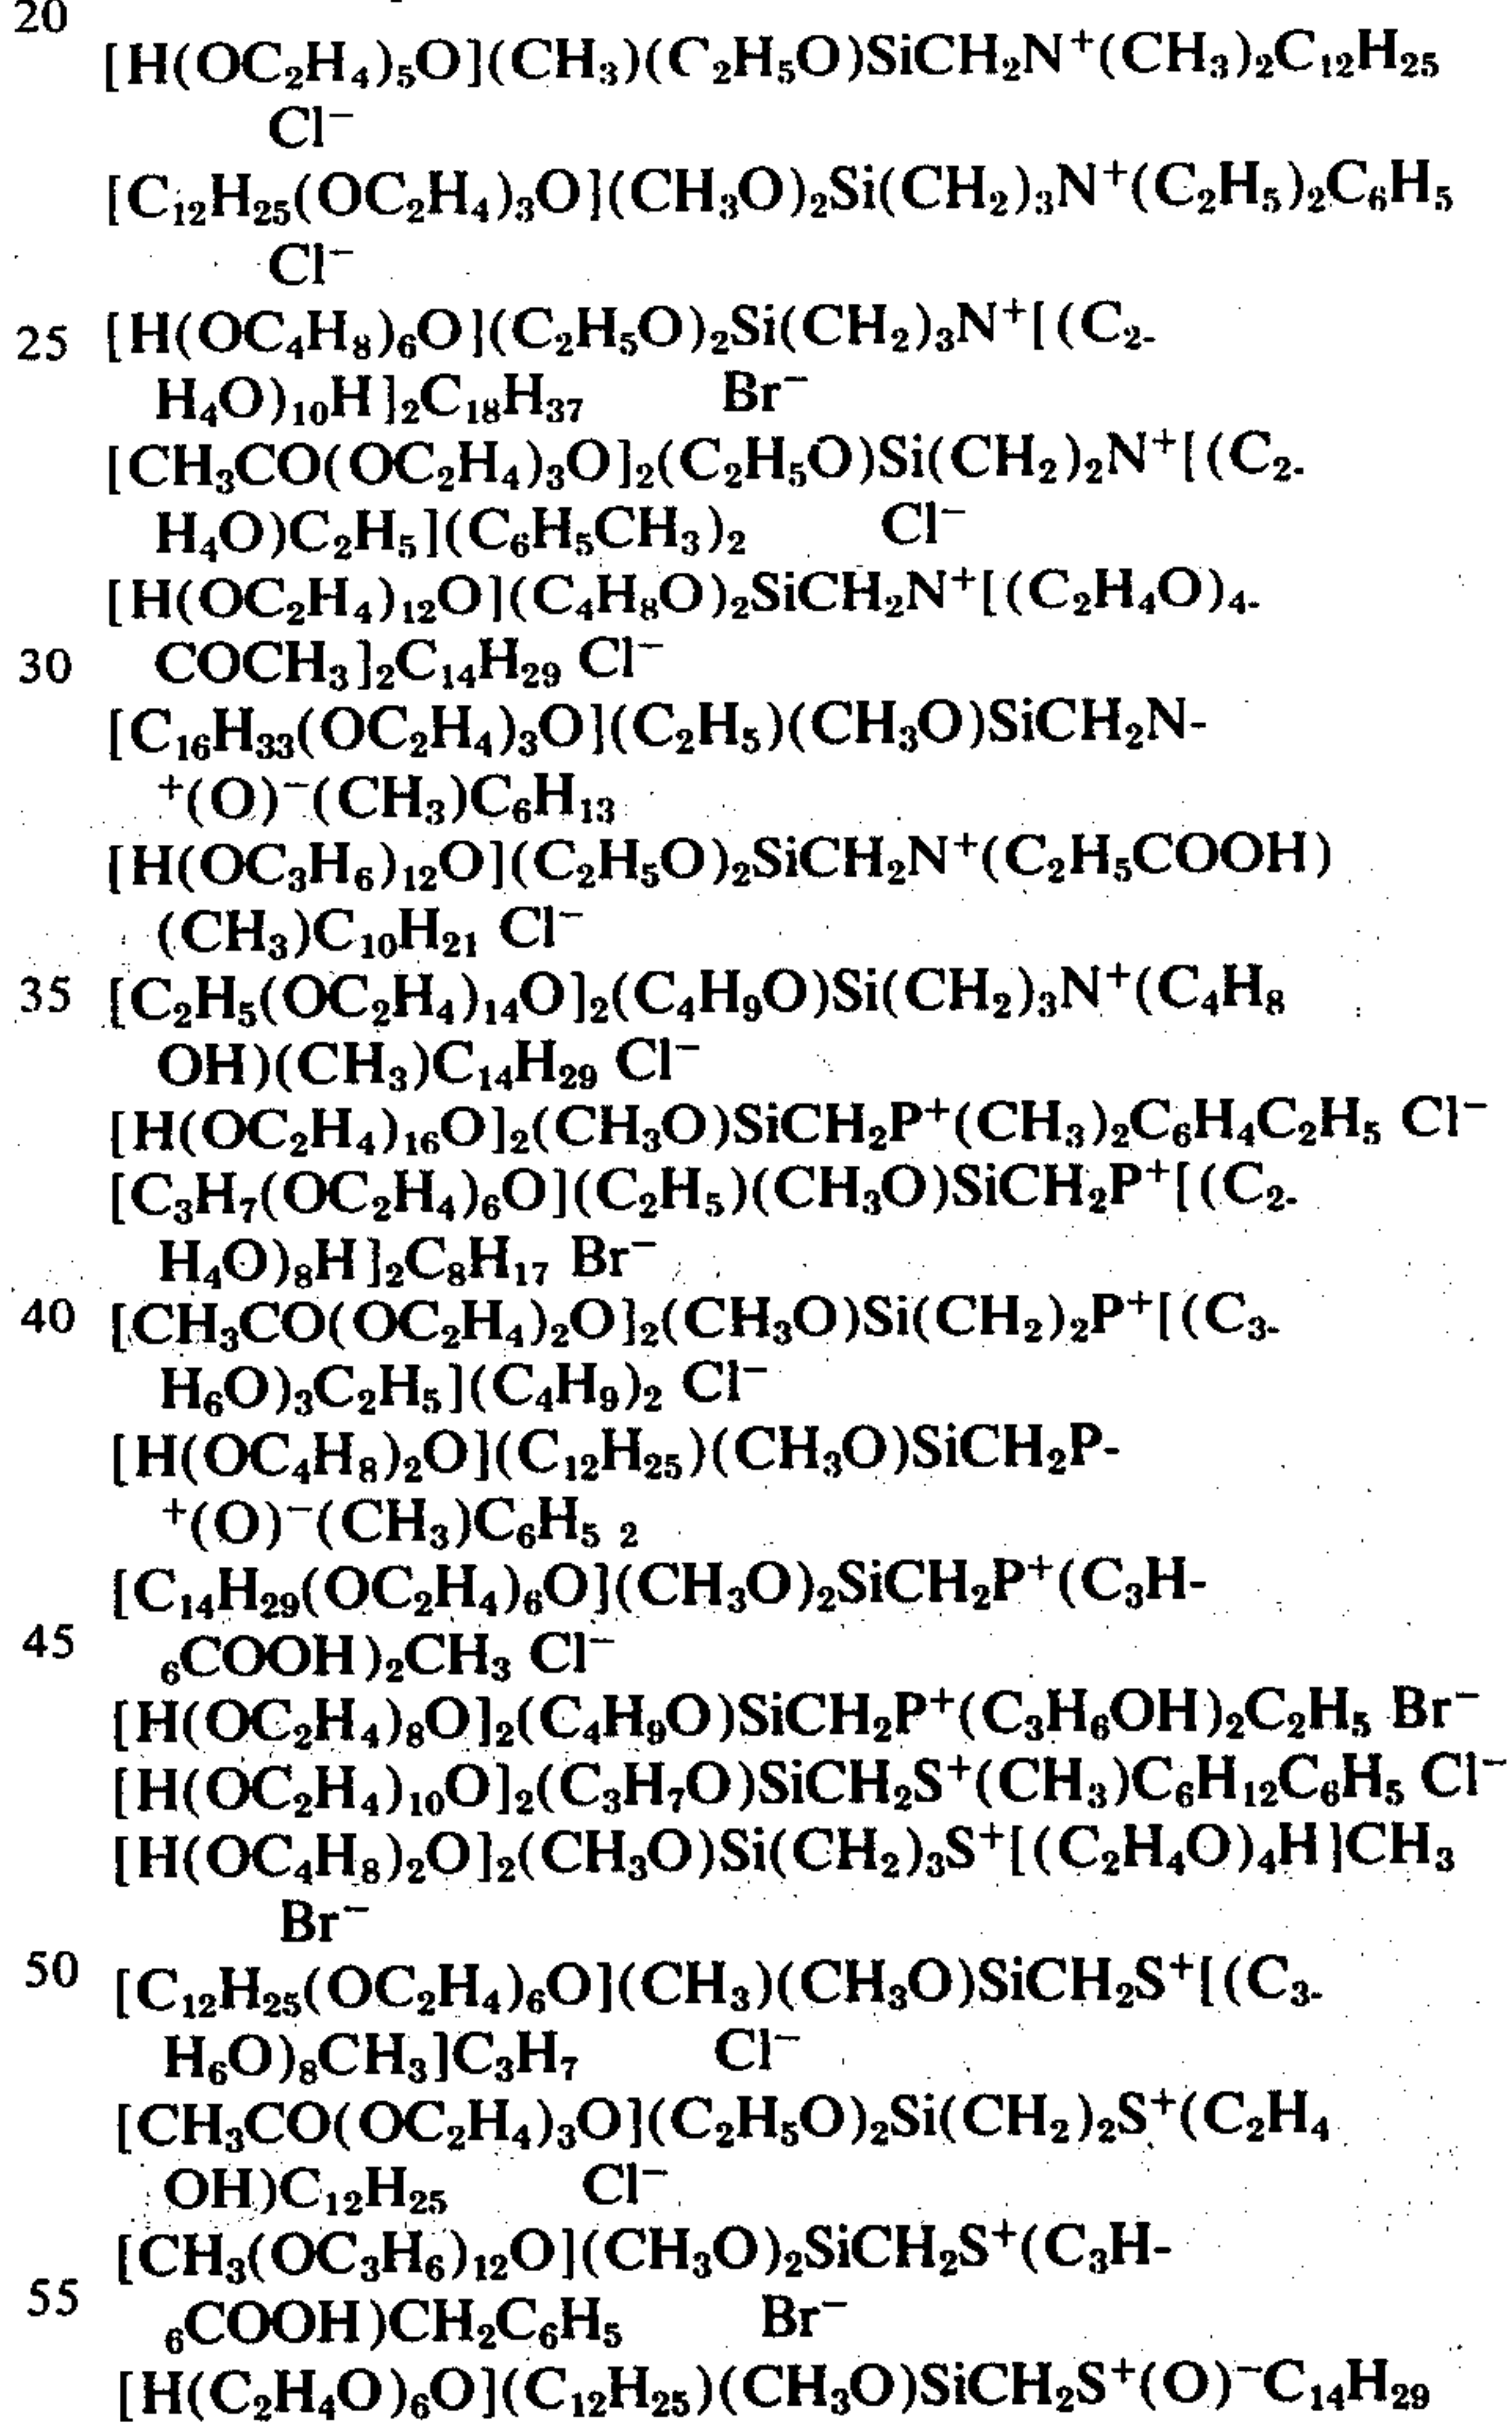 20
[H(OC₂H₄)₅O](CH₃)(C₂H₅O)SiCH₂N⁺(CH₃)₂C₁₂H₂₅
Cl⁻
[C₁₂H₂₅(OC₂H₄)₃O](CH₃O)₂Si(CH₂)₃N⁺(C₂H₅)₂C₆H₅
Cl⁻
25 [H(OC₄H₈)₆O](C₂H₅O)₂Si(CH₂)₃N⁺[(C₂-
H₄O)₁₀H]₂C₁₈H₃₇ Br⁻
[CH₃CO(OC₂H₄)₃O]₂(C₂H₅O)Si(CH₂)₂N⁺[(C₂-
H₄O)C₂H₅](C₆H₅CH₃)₂ Cl⁻
[H(OC₂H₄)₁₂O](C₄H₈O)₂SiCH₂N⁺[(C₂H₄O)₄-
30 COCH₃]₂C₁₄H₂₉ Cl⁻
[C₁₆H₃₃(OC₂H₄)₃O](C₂H₅)(CH₃O)SiCH₂N-
⁺(O)⁻(CH₃)C₆H₁₃
[H(OC₃H₆)₁₂O](C₂H₅O)₂SiCH₂N⁺(C₂H₅COOH)
(CH₃)C₁₀H₂₁ Cl⁻
35 [C₂H₅(OC₂H₄)₁₄O]₂(C₄H₉O)Si(CH₂)₃N⁺(C₄H₈
OH)(CH₃)C₁₄H₂₉ Cl⁻
[H(OC₂H₄)₁₆O]₂(CH₃O)SiCH₂P⁺(CH₃)₂C₆H₄C₂H₅ Cl⁻
[C₃H₇(OC₂H₄)₆O](C₂H₅)(CH₃O)SiCH₂P⁺[(C₂-
H₄O)₈H]₂C₈H₁₇ Br⁻
40 [CH₃CO(OC₂H₄)₂O]₂(CH₃O)Si(CH₂)₂P⁺[(C₃-
H₆O)₃C₂H₅](C₄H₉)₂ Cl⁻
[H(OC₄H₈)₂O](C₁₂H₂₅)(CH₃O)SiCH₂P-
⁺(O)⁻(CH₃)C₆H₅ ₂
[C₁₄H₂₉(OC₂H₄)₆O](CH₃O)₂SiCH₂P⁺(C₃H-
45 ₆COOH)₂CH₃ Cl⁻
[H(OC₂H₄)₈O]₂(C₄H₉O)SiCH₂P⁺(C₃H₆OH)₂C₂H₅ Br⁻
[H(OC₂H₄)₁₀O]₂(C₃H₇O)SiCH₂S⁺(CH₃)C₆H₁₂C₆H₅ Cl⁻
[H(OC₄H₈)₂O]₂(CH₃O)Si(CH₂)₃S⁺[(C₂H₄O)₄H]CH₃
Br⁻
50 [C₁₂H₂₅(OC₂H₄)₆O](CH₃)(CH₃O)SiCH₂S⁺[(C₃-
H₆O)₈CH₃]C₃H₇ Cl⁻
[CH₃CO(OC₂H₄)₃O](C₂H₅O)₂Si(CH₂)₂S⁺(C₂H₄
OH)C₁₂H₂₅ Cl⁻
[CH₃(OC₃H₆)₁₂O](CH₃O)₂SiCH₂S⁺(C₃H-
55 ₆COOH)CH₂C₆H₅ Br⁻
[H(C₂H₄O)₆O](C₁₂H₂₅)(CH₃O)SiCH₂S⁺(O)⁻C₁₄H₂₉